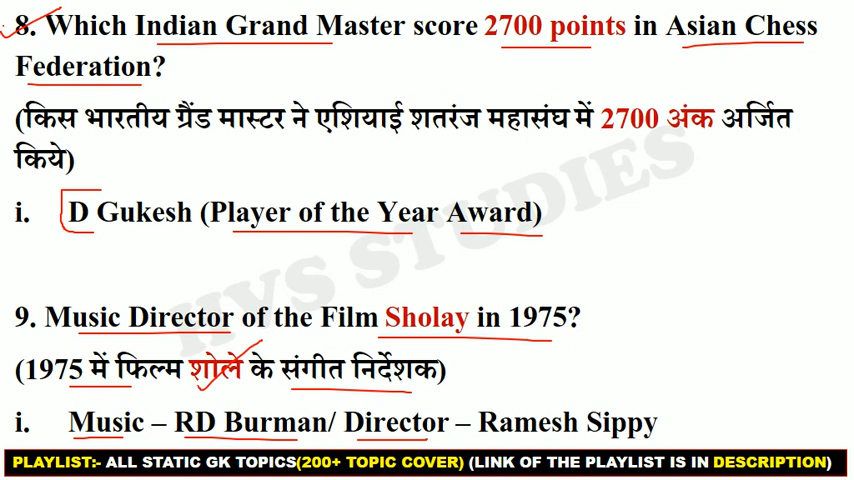 8. Which Indian Grand Master score 2700 points in Asian Chess
Federation?
(किस भारतीय ग्रैंड मास्टर ने एशियाई शतरंज महासंघ में 2700 अंक अर्जित
किये)
i. D Gukesh (Player of the Year Award)
HVS STUDIES
9. Music Director of the Film Sholay in 1975?
(1975 में फिल्म शोले के संगीत निर्देशक)
i. Music – RD Burman/ Director – Ramesh Sippy
PLAYLIST:- ALL STATIC GK TOPICS(200+ TOPIC COVER) (LINK OF THE PLAYLIST IS IN DESCRIPTION)